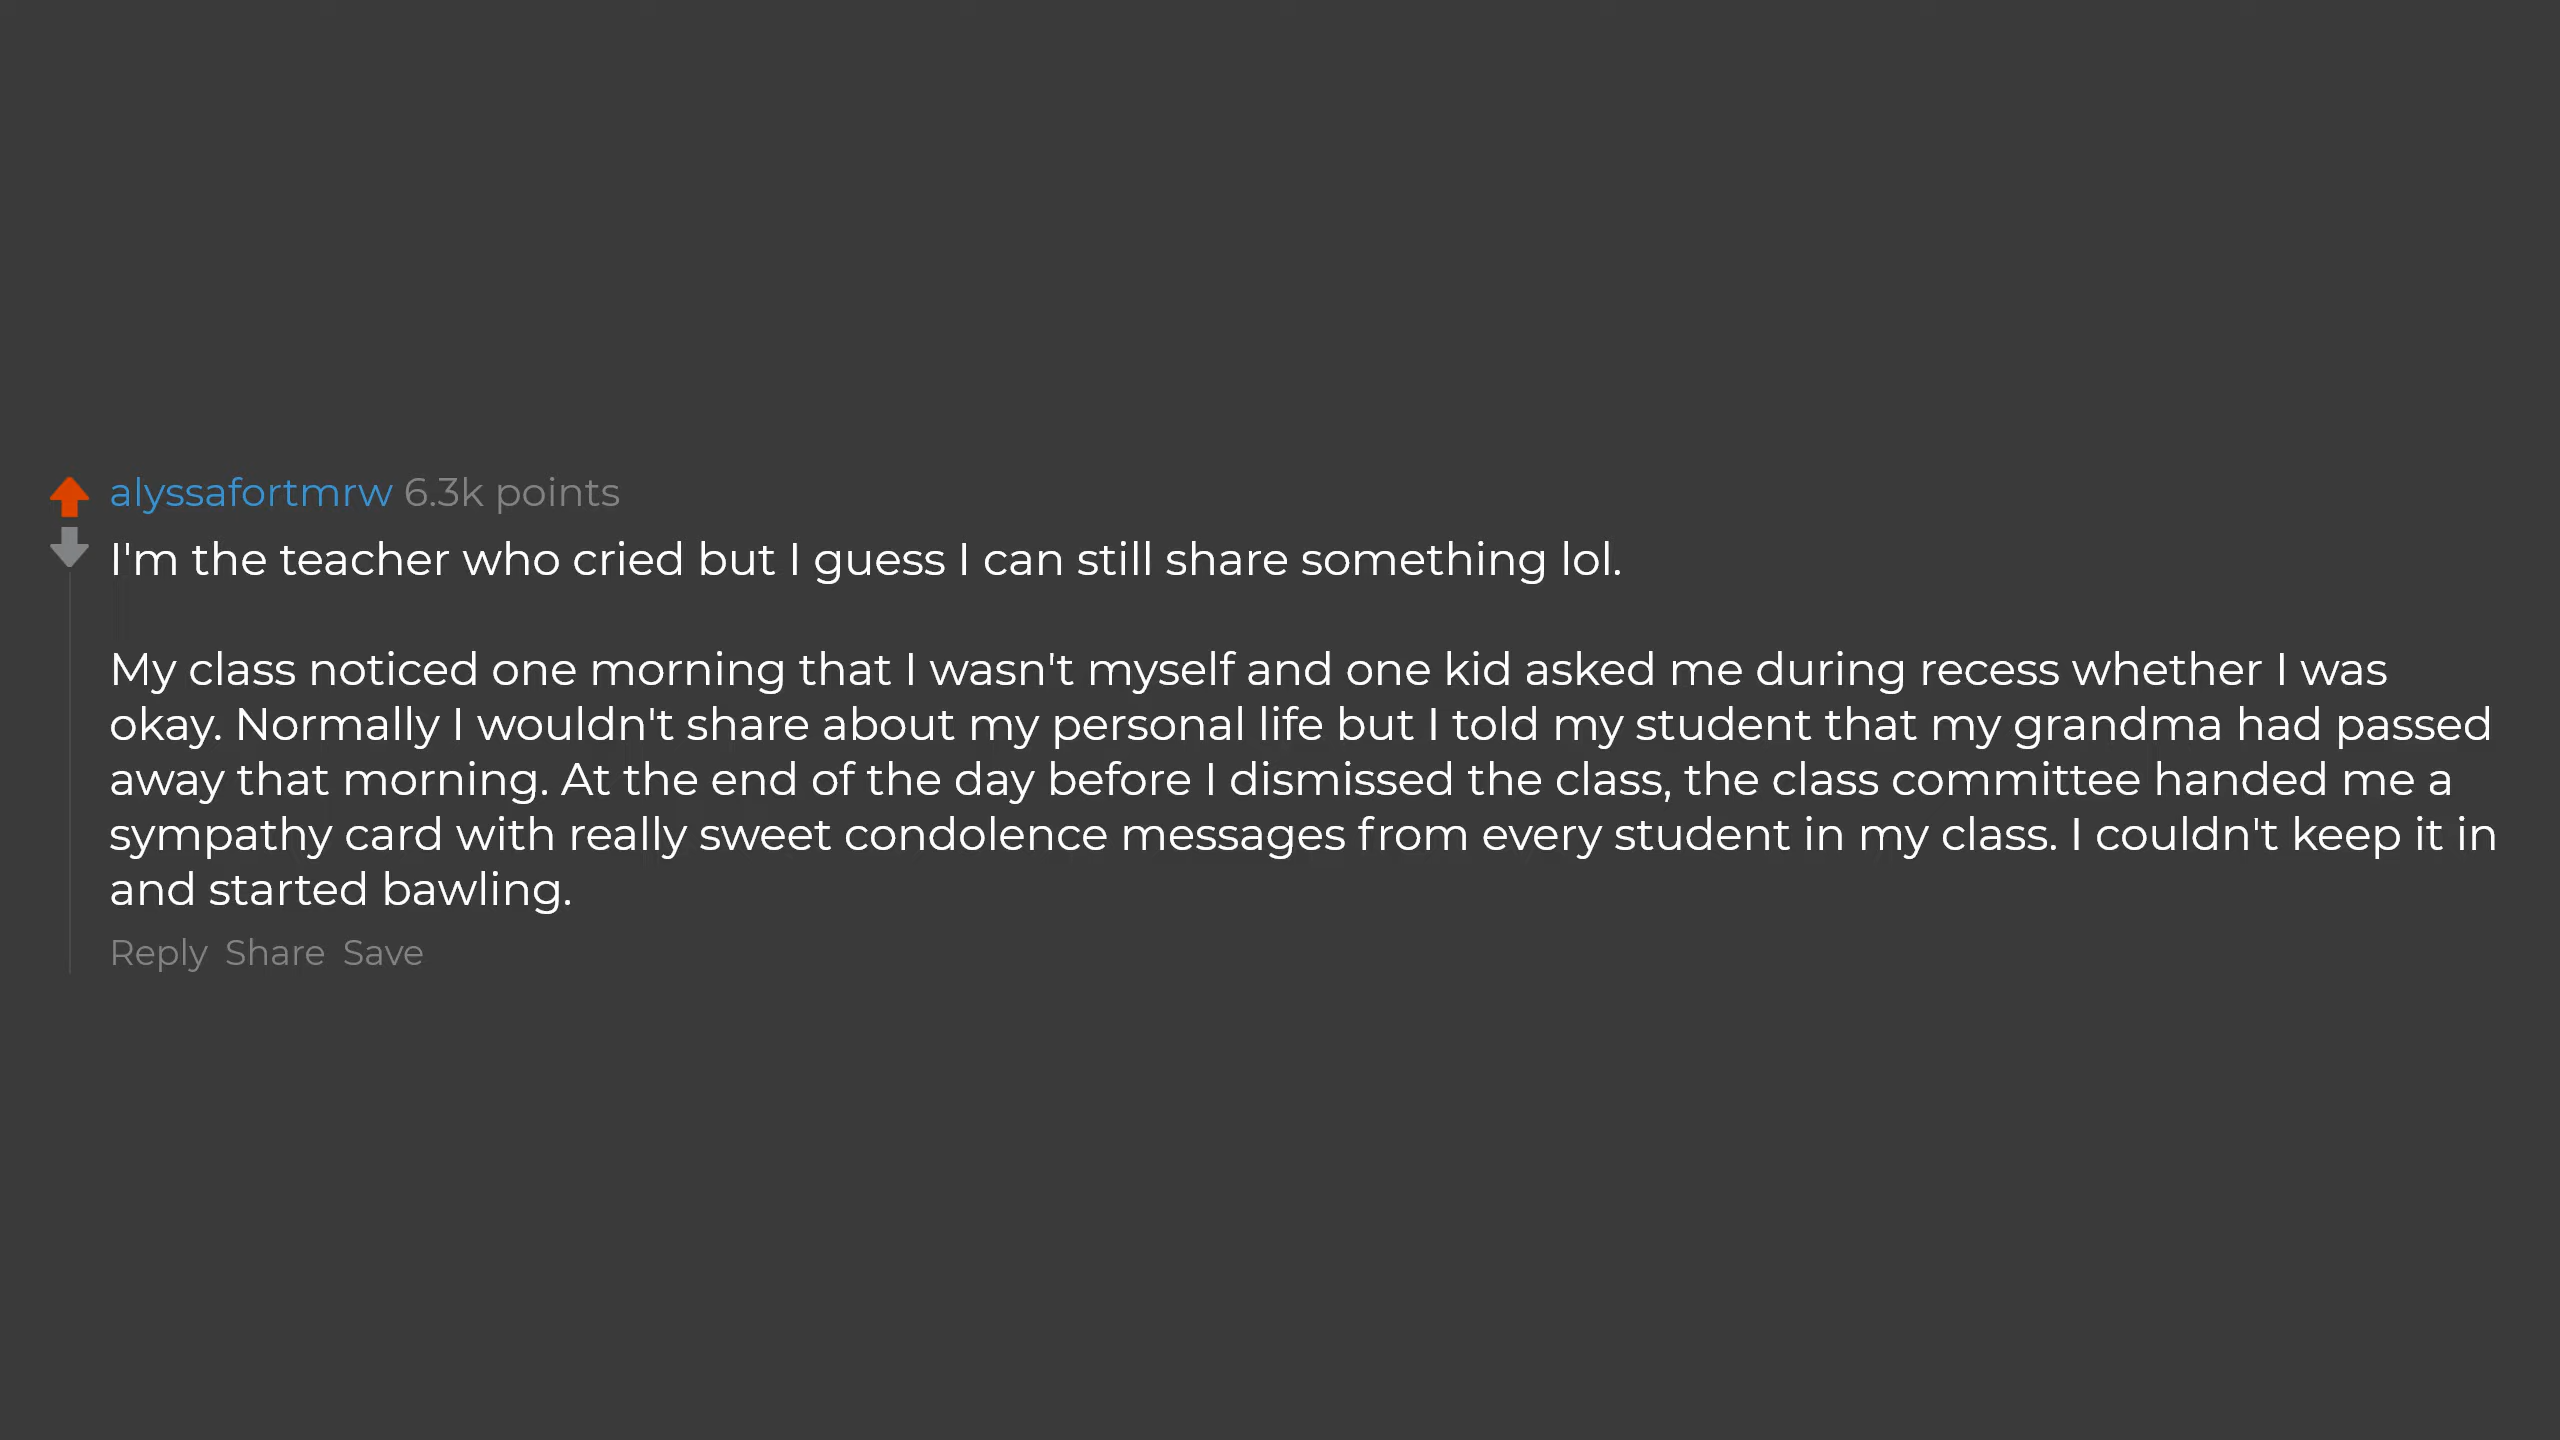 alyssafortmrw 6.3k points
I'm the teacher who cried but I guess I can still share something lol.
My class noticed one morning that I wasn't myself and one kid asked me during recess whether I was
okay. Normally I wouldn't share about my personal life but I told my student that my grandma had passed
away that morning. At the end of the day before I dismissed the class, the class committee handed me a
sympathy card with really sweet condolence messages from every student in my class. I couldn't keep it in
and started bawling.
Reply Share Save